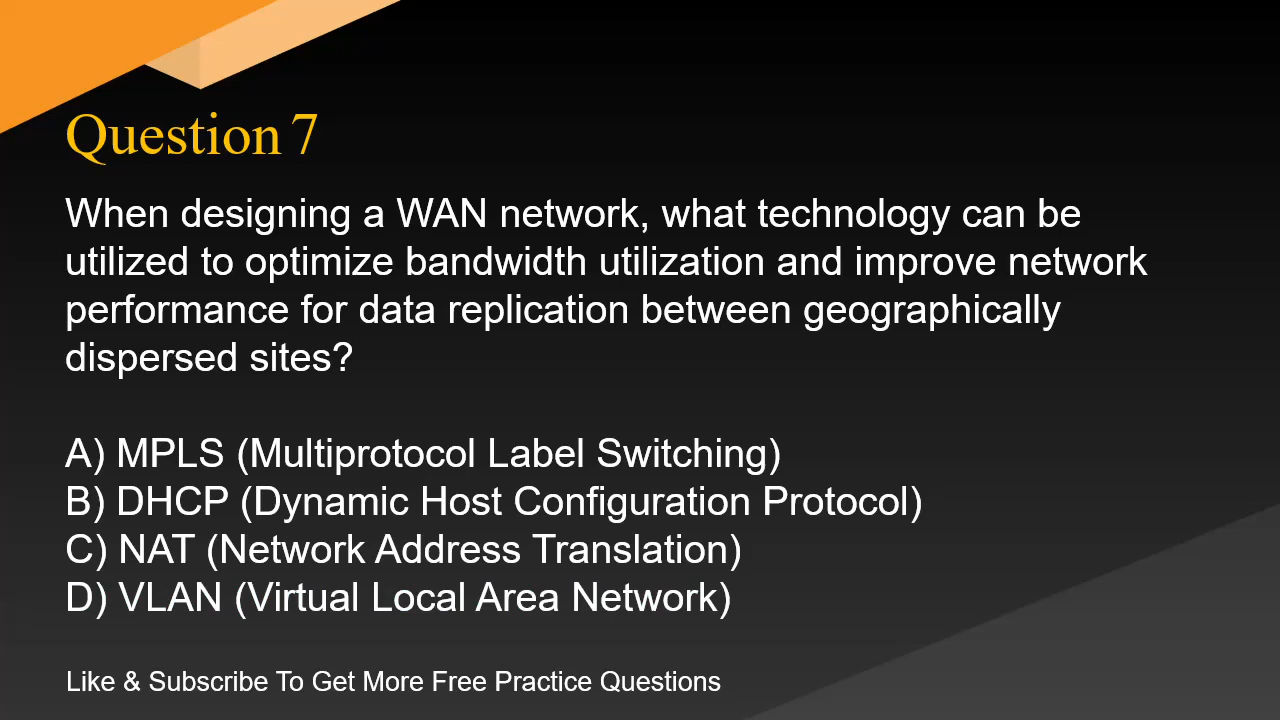 Question 7
When designing a WAN network, what technology can be
utilized to optimize bandwidth utilization and improve network
performance for data replication between geographically
dispersed sites?
A) MPLS (Multiprotocol Label Switching)
B) DHCP (Dynamic Host Configuration Protocol)
C) NAT (Network Address Translation)
D) VLAN (Virtual Local Area Network)
Like & Subscribe To Get More Free Practice Questions